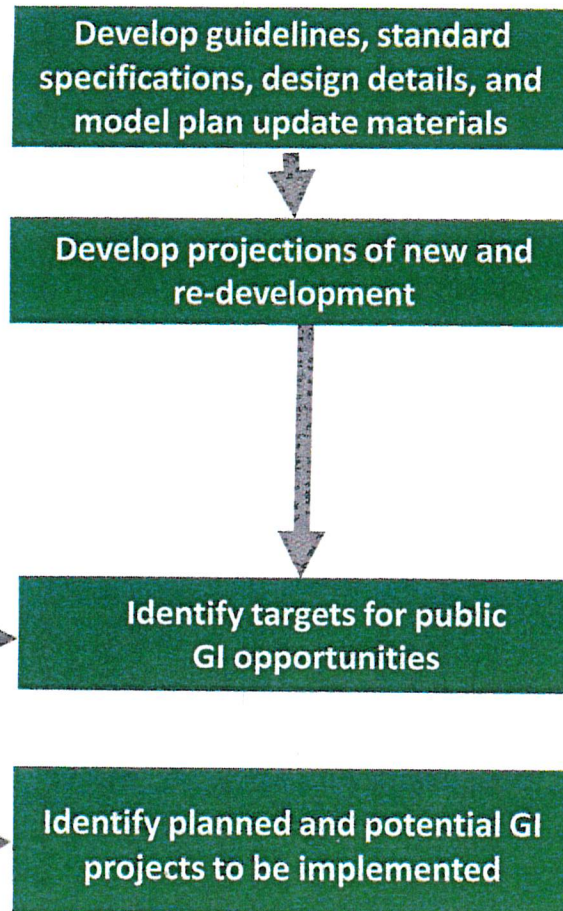 Develop guidelines, standard
specifications, design details, and
model plan update materials
Develop projections of new and
re-development
Identify targets for public
GI opportunities
Identify planned and potential GI
projects to be implemented